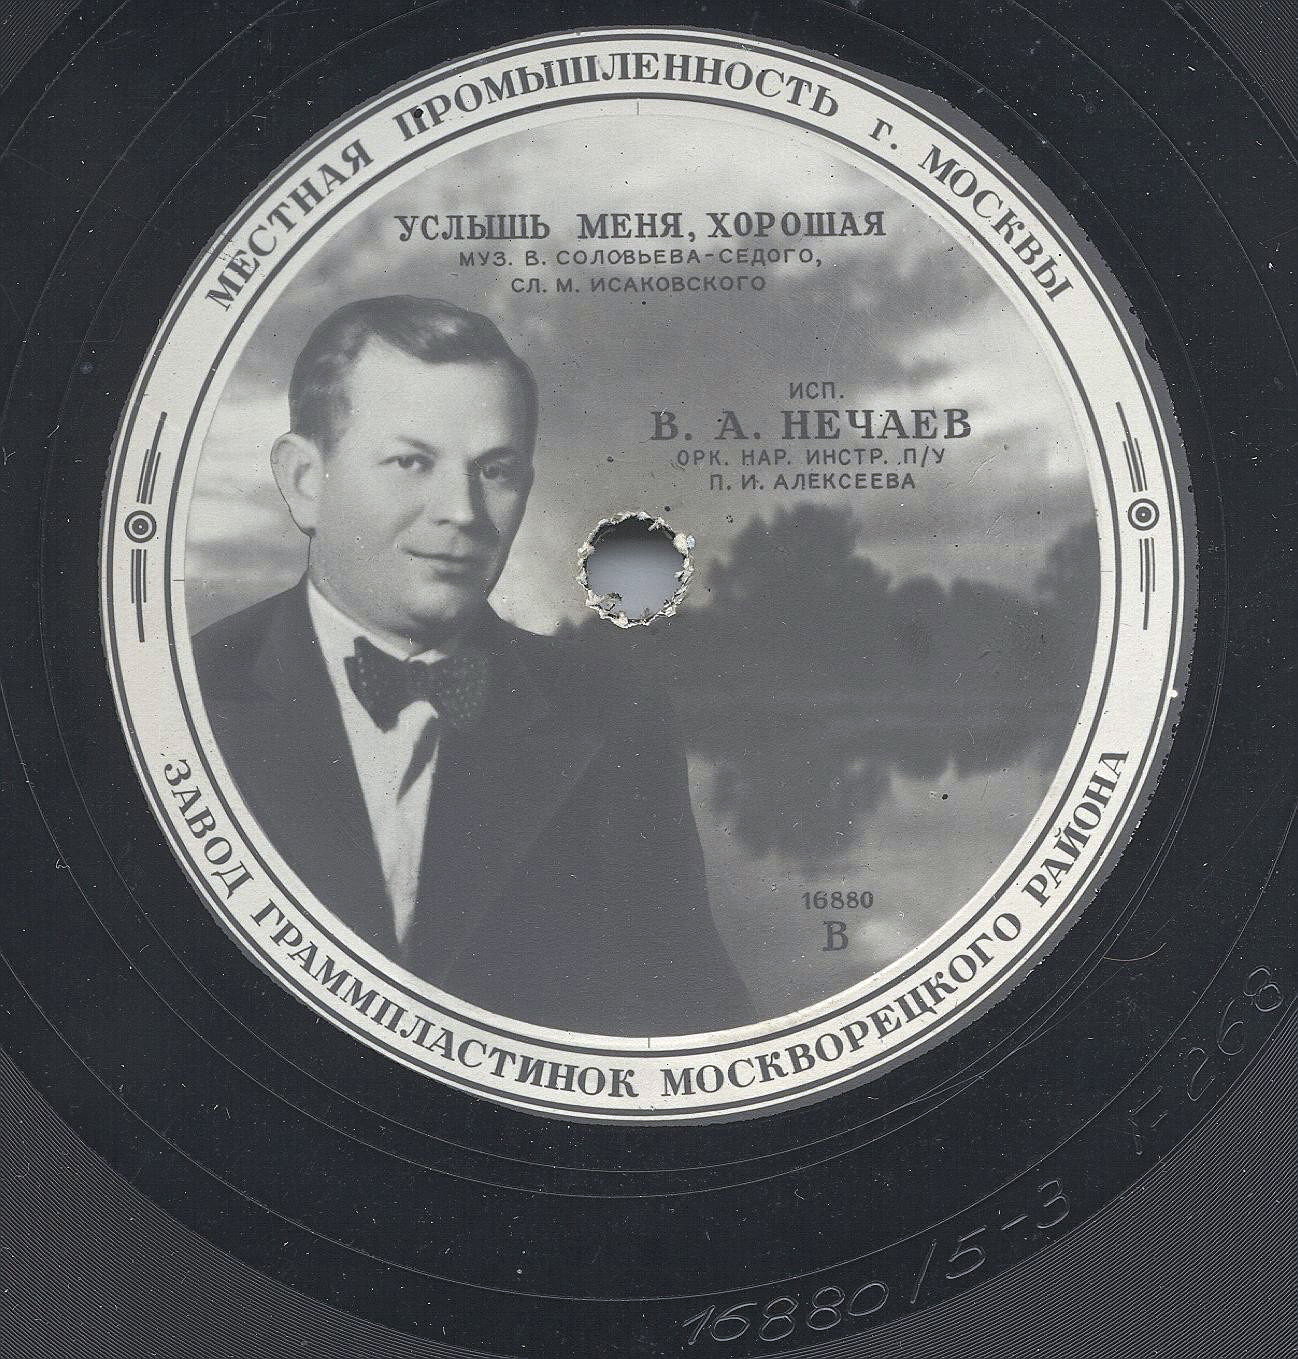 МЕСТНАЯ ПРОМЫШЛЕННОСТЬ г. МОСКВЫ
УСЛЫШЬ МЕНЯ, ХОРОШАЯ
МУЗ. В. СОЛОВЬЕВА-СЕДОГО,
СЛ. М. ИСАКОВСКОГО
ИСП.
В. А. НЕЧАЕВ
ОРК. НАР. ИНСТР. П/У
П. И. АЛЕКСЕЕВА
16880
В
ЗАВОД ГРАММПЛАСТИНОК МОСКВОРЕЦКОГО РАЙОНА
16880/5-3